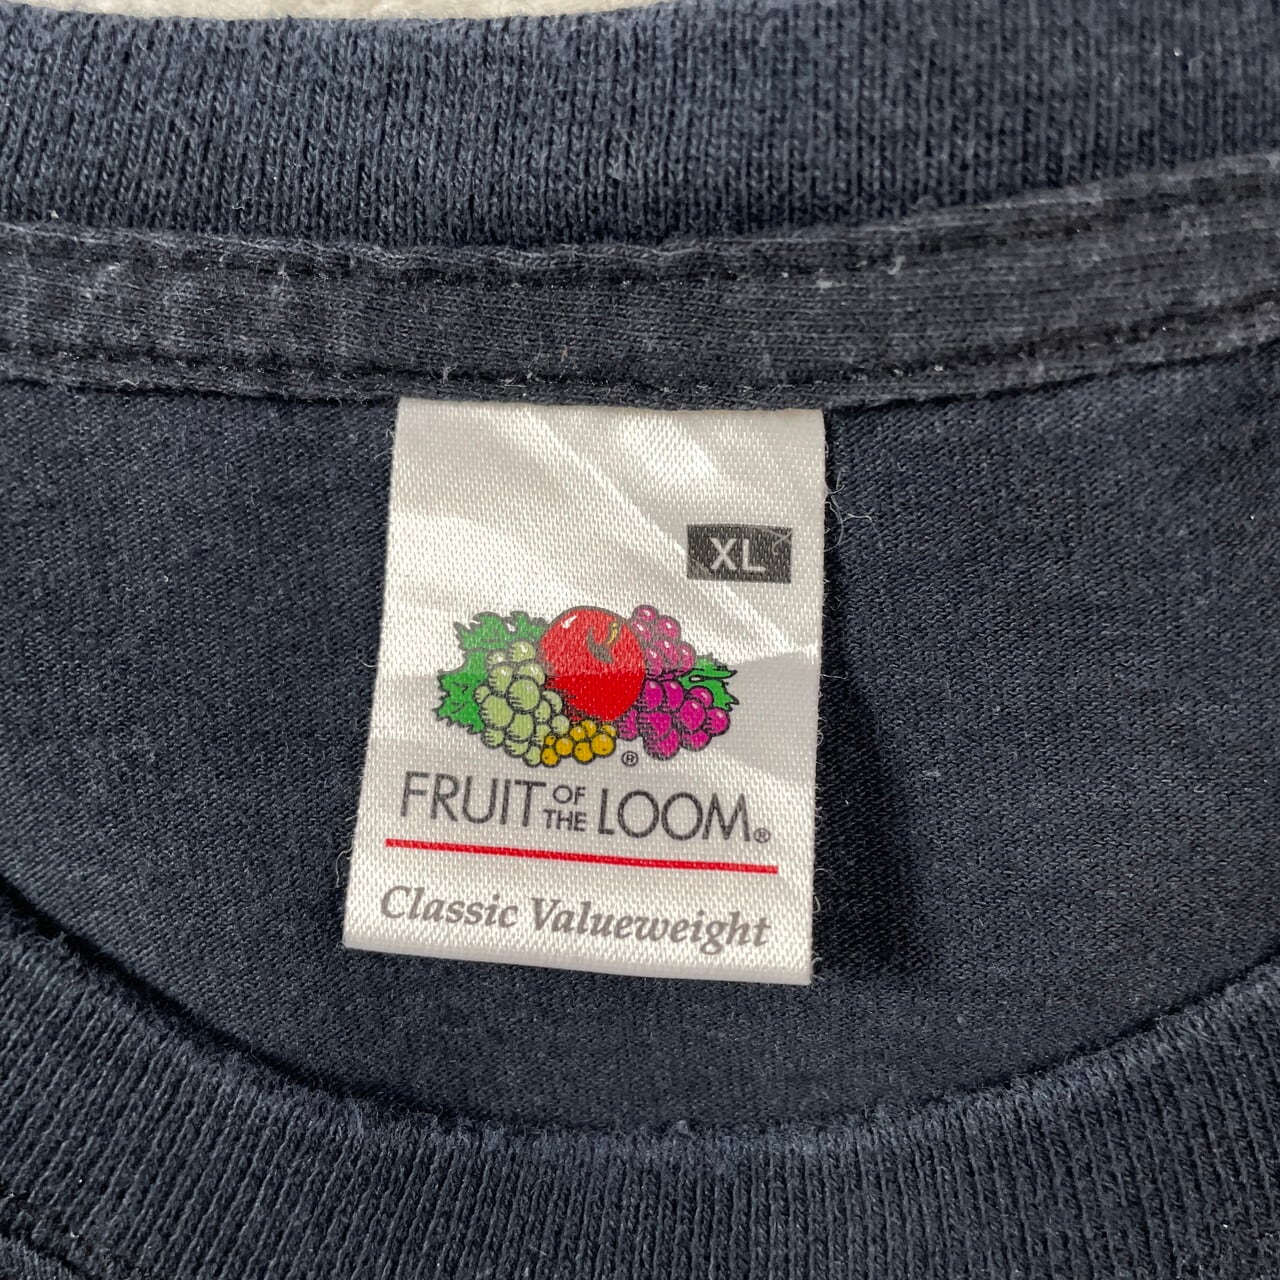 XL
®
FRUIT OF THE LOOM®
Classic Valueweight